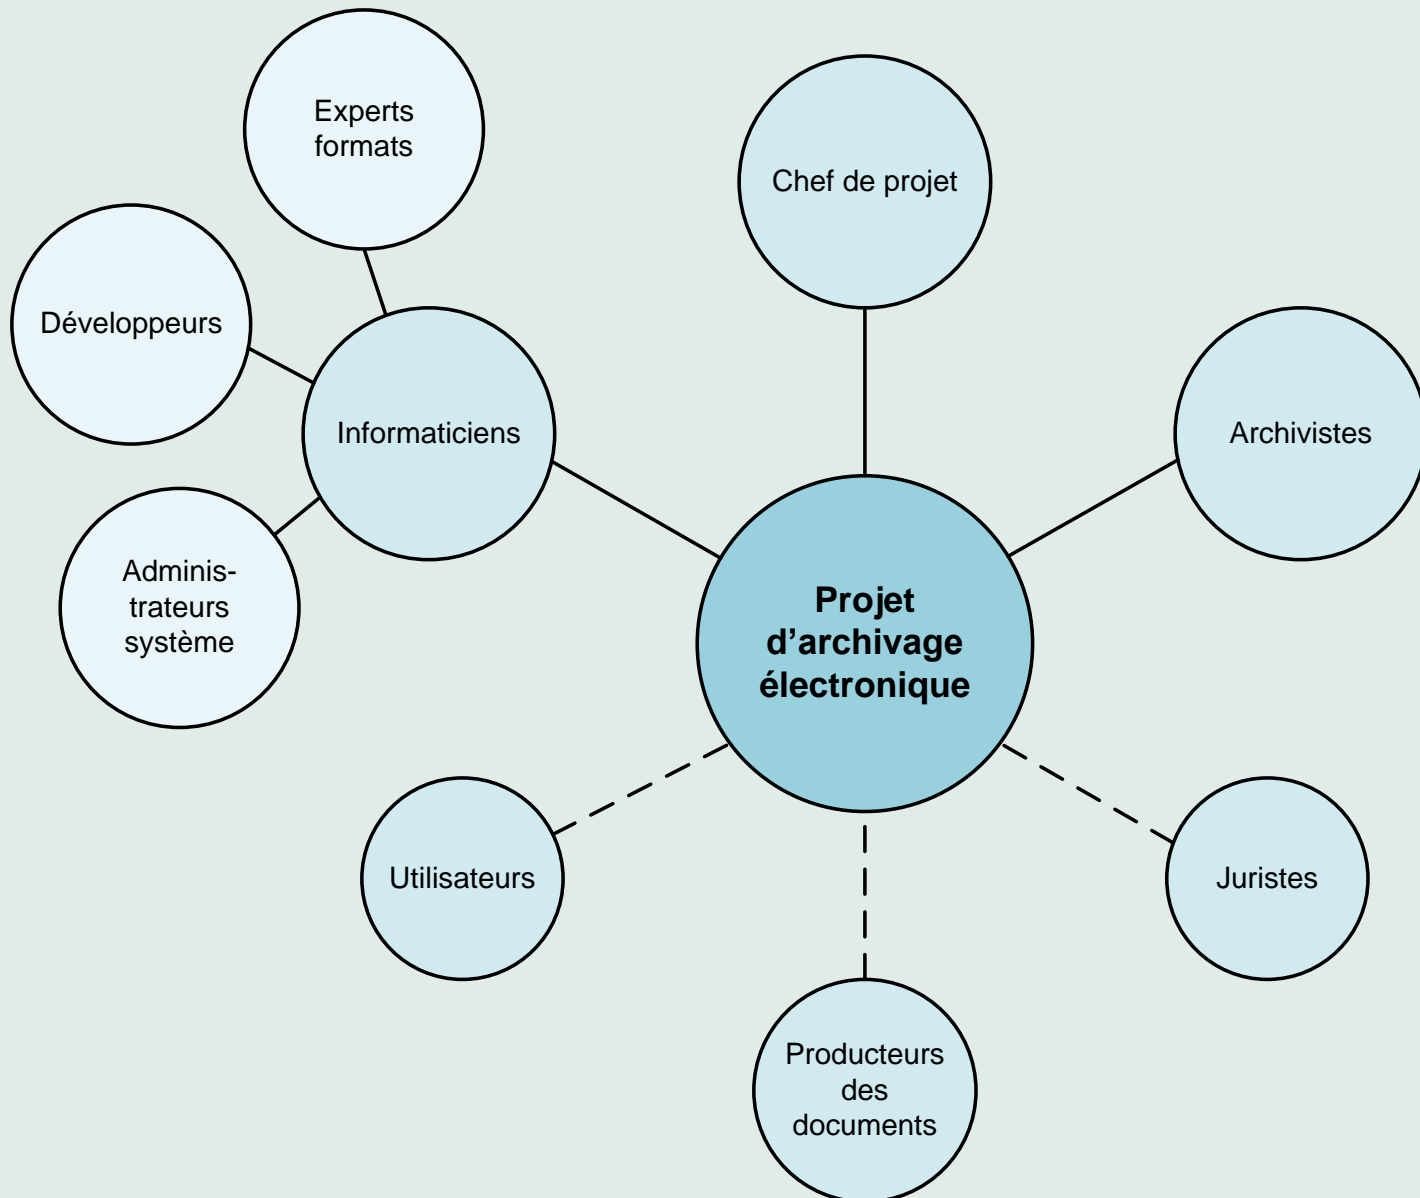 Experts
formats
Chef de projet
Développeurs
Informaticiens
Archivistes
Adminis-
trateurs
système
Projet
d’archivage
électronique
Utilisateurs
Juristes
Producteurs
des
documents